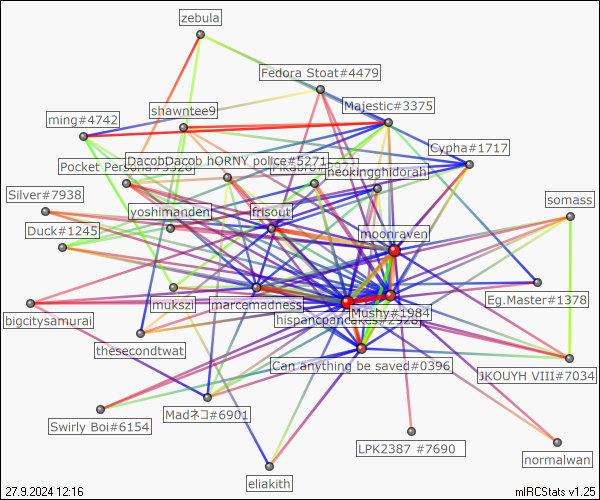 zebula
Fedora Stoat#4479
Majestic#3375
shawntee9
ming#4742
Cypha#1717
DacobDacob hORNY police#5271
Pocket Persona#3328
neokingghidorah
Silver#7938
somass
yoshimanden
frisout
Duck#1245
moonraven
mukszi
marcemadness
Eg.Master#1378
Mushy#1984
bigcitysamurai
hispancpancakes#2928
thesecondtwat
Can anything be saved#0396
JKOUYH VIII#7034
Madネコ#6901
Swirly Boi#6154
LPK2387 #7690
normalwan
eliakith
27.9.2024 12:16
mIRCStats v1.25